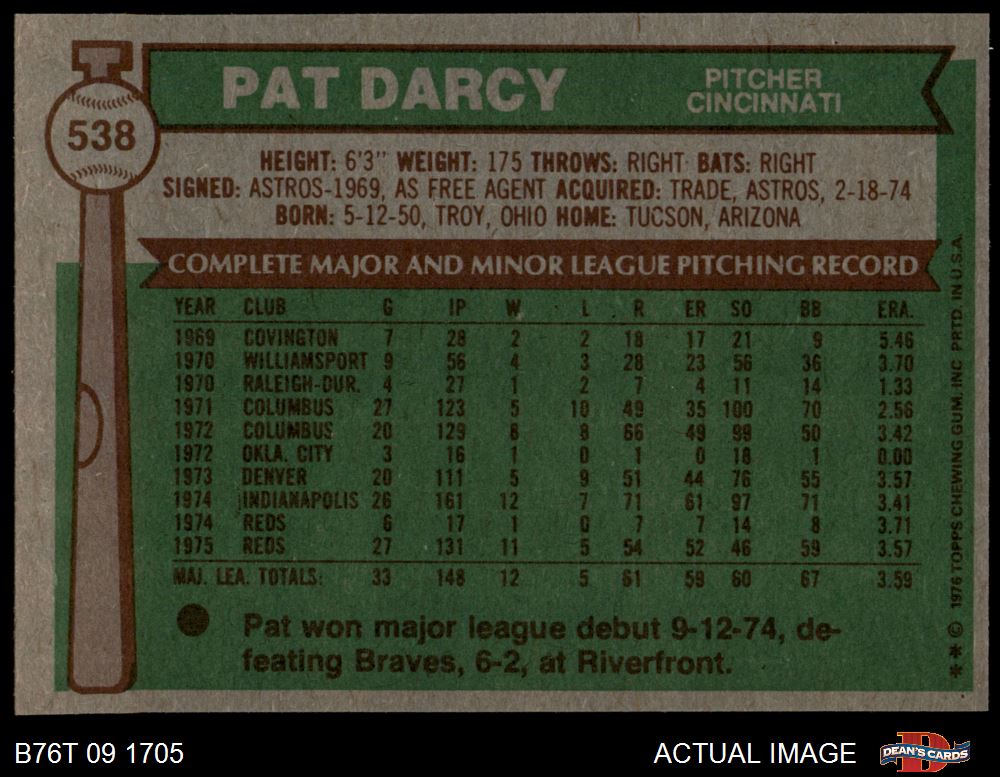 PAT DARCY
PITCHER
CINCINNATI
538
HEIGHT: 6'3" WEIGHT: 175 THROWS: RIGHT BATS: RIGHT
SIGNED: ASTROS-1969, AS FREE AGENT ACQUIRED: TRADE, ASTROS, 2-18-74
BORN: 5-12-50, TROY, OHIO HOME: TUCSON, ARIZONA
COMPLETE MAJOR AND MINOR LEAGUE PITCHING RECORD
YEAR CLUB G IP W L R ER SO BB ERA.
1969 COVINGTON 7 28 2 2 18 17 21 9 5.46
1970 WILLIAMSPORT 9 56 4 3 28 23 56 36 3.70
1970 RALEIGH-DUR. 4 27 1 2 7 4 11 14 1.33
1971 COLUMBUS 27 123 5 10 49 35 100 70 2.56
1972 COLUMBUS 20 129 8 8 66 49 99 50 3.42
1972 OKLA. CITY 3 16 1 0 1 0 18 1 0.00
1973 DENVER 20 111 5 9 51 44 76 55 3.57
1974 INDIANAPOLIS 26 161 12 7 71 61 97 71 3.41
1974 REDS 6 17 1 0 7 7 14 8 3.71
1975 REDS 27 131 11 5 54 52 46 59 3.57
MAJ. LEA. TOTALS: 33 148 12 5 61 59 60 67 3.59
Pat won major league debut 9-12-74, de-
feating Braves, 6-2, at Riverfront.
** © 1976 TOPPS CHEWING GUM, INC PRTD. IN U.S.A.
B76T 09 1705
ACTUAL IMAGE
D
DEAN'S CARDS